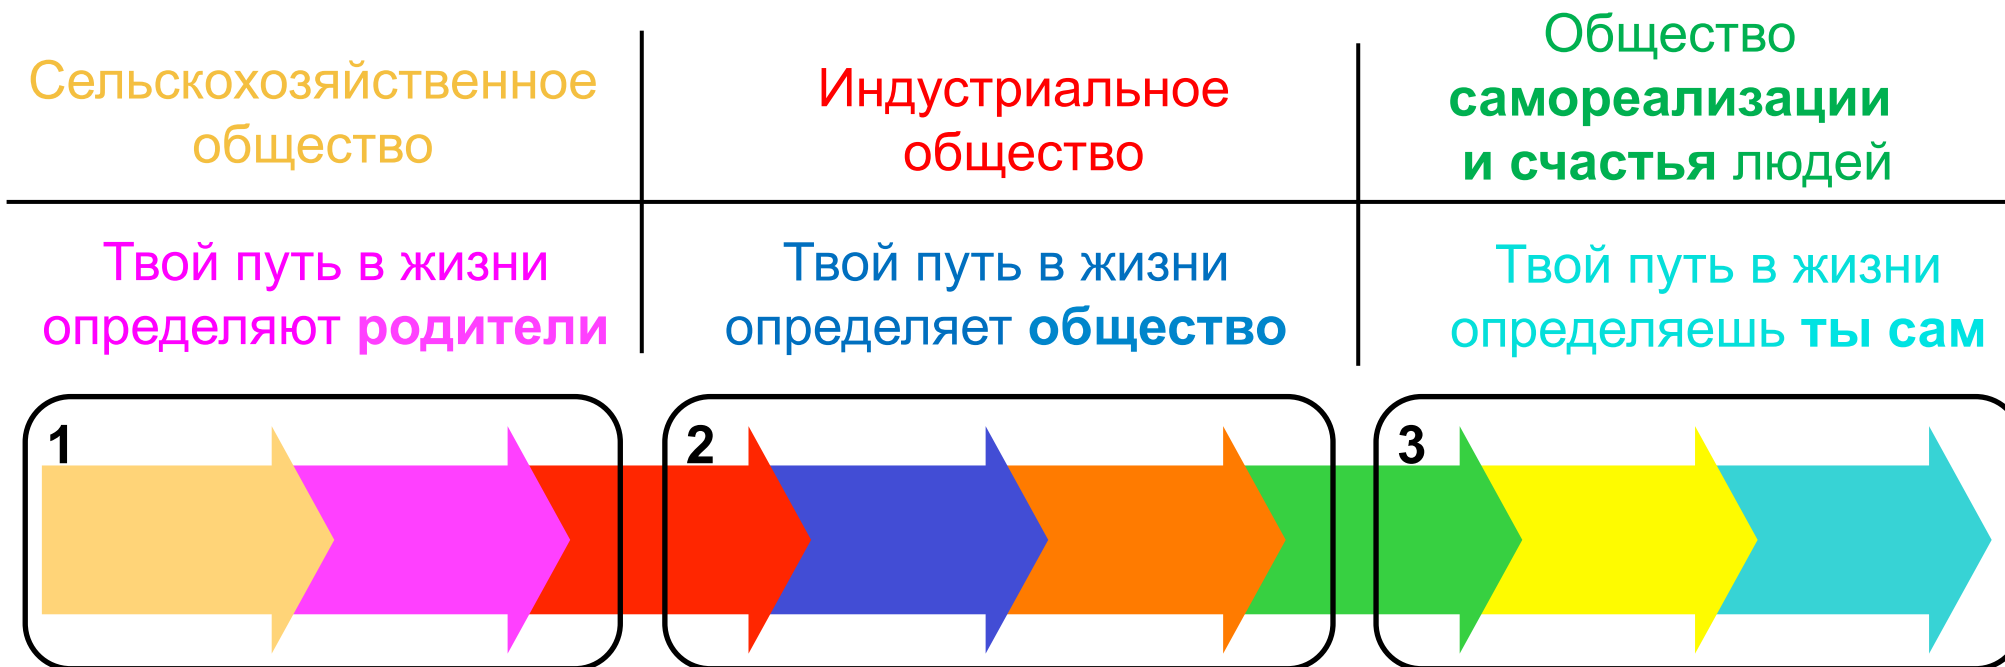 Сельскохозяйственное
общество
Индустриальное
общество
Общество
самореализации
и счастья людей
Твой путь в жизни
определяют родители
Твой путь в жизни
определяет общество
Твой путь в жизни
определяешь ты сам
1
2
3